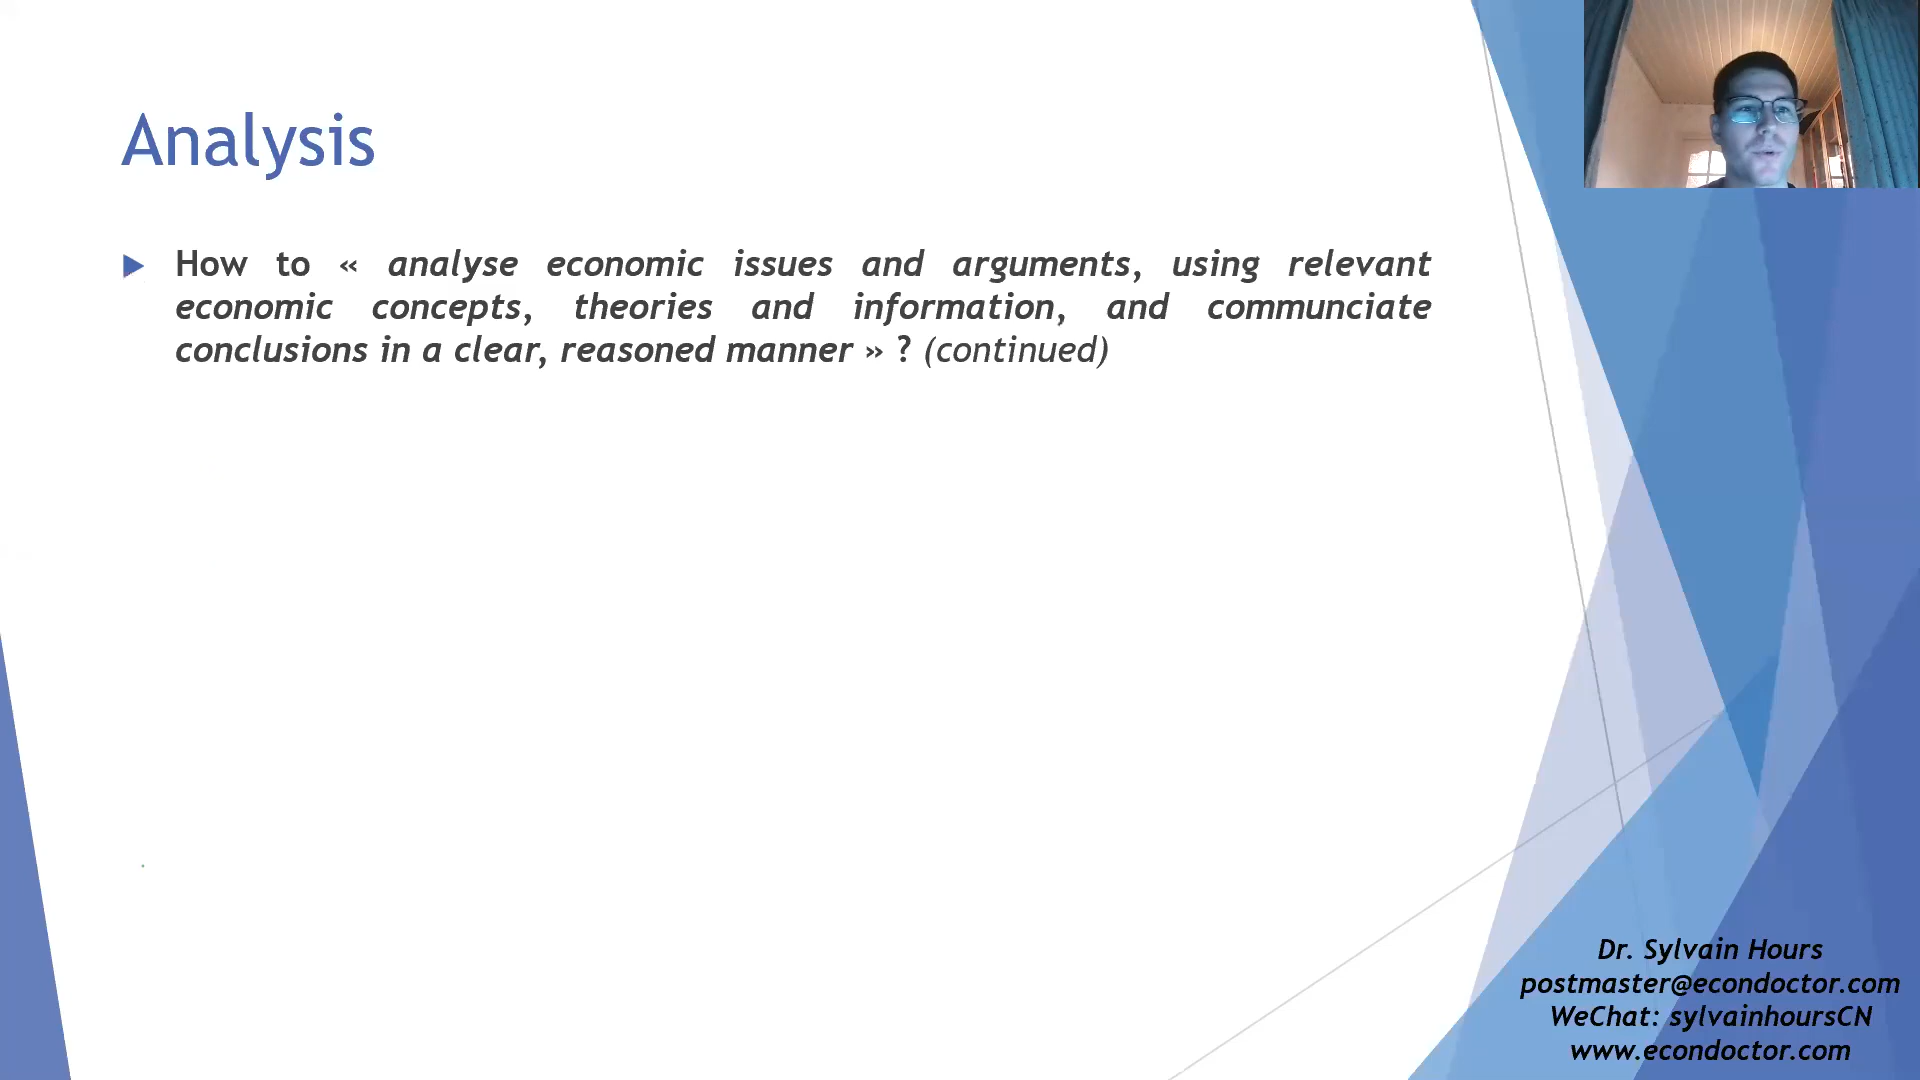 Analysis
How to « analyse economic issues and arguments, using relevant
economic concepts, theories and information, and communciate
conclusions in a clear, reasoned manner » ? (continued)
Dr. Sylvain Hours
postmaster@econdoctor.com
WeChat: sylvainhoursCN
www.econdoctor.com